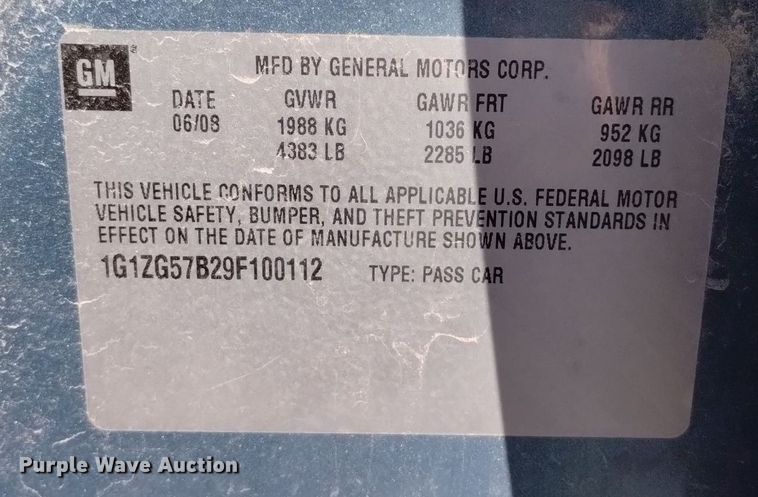 GM
MFD BY GENERAL MOTORS CORP.
DATE GVWR GAWR FRT GAWR RR
06/08 1988 KG 1036 KG 952 KG
4383 LB 2285 LB 2098 LB
THIS VEHICLE CONFORMS TO ALL APPLICABLE U.S. FEDERAL MOTOR
VEHICLE SAFETY, BUMPER, AND THEFT PREVENTION STANDARDS IN
EFFECT ON THE DATE OF MANUFACTURE SHOWN ABOVE.
1G1ZG57B29F100112 TYPE: PASS CAR
Purple Wave Auction